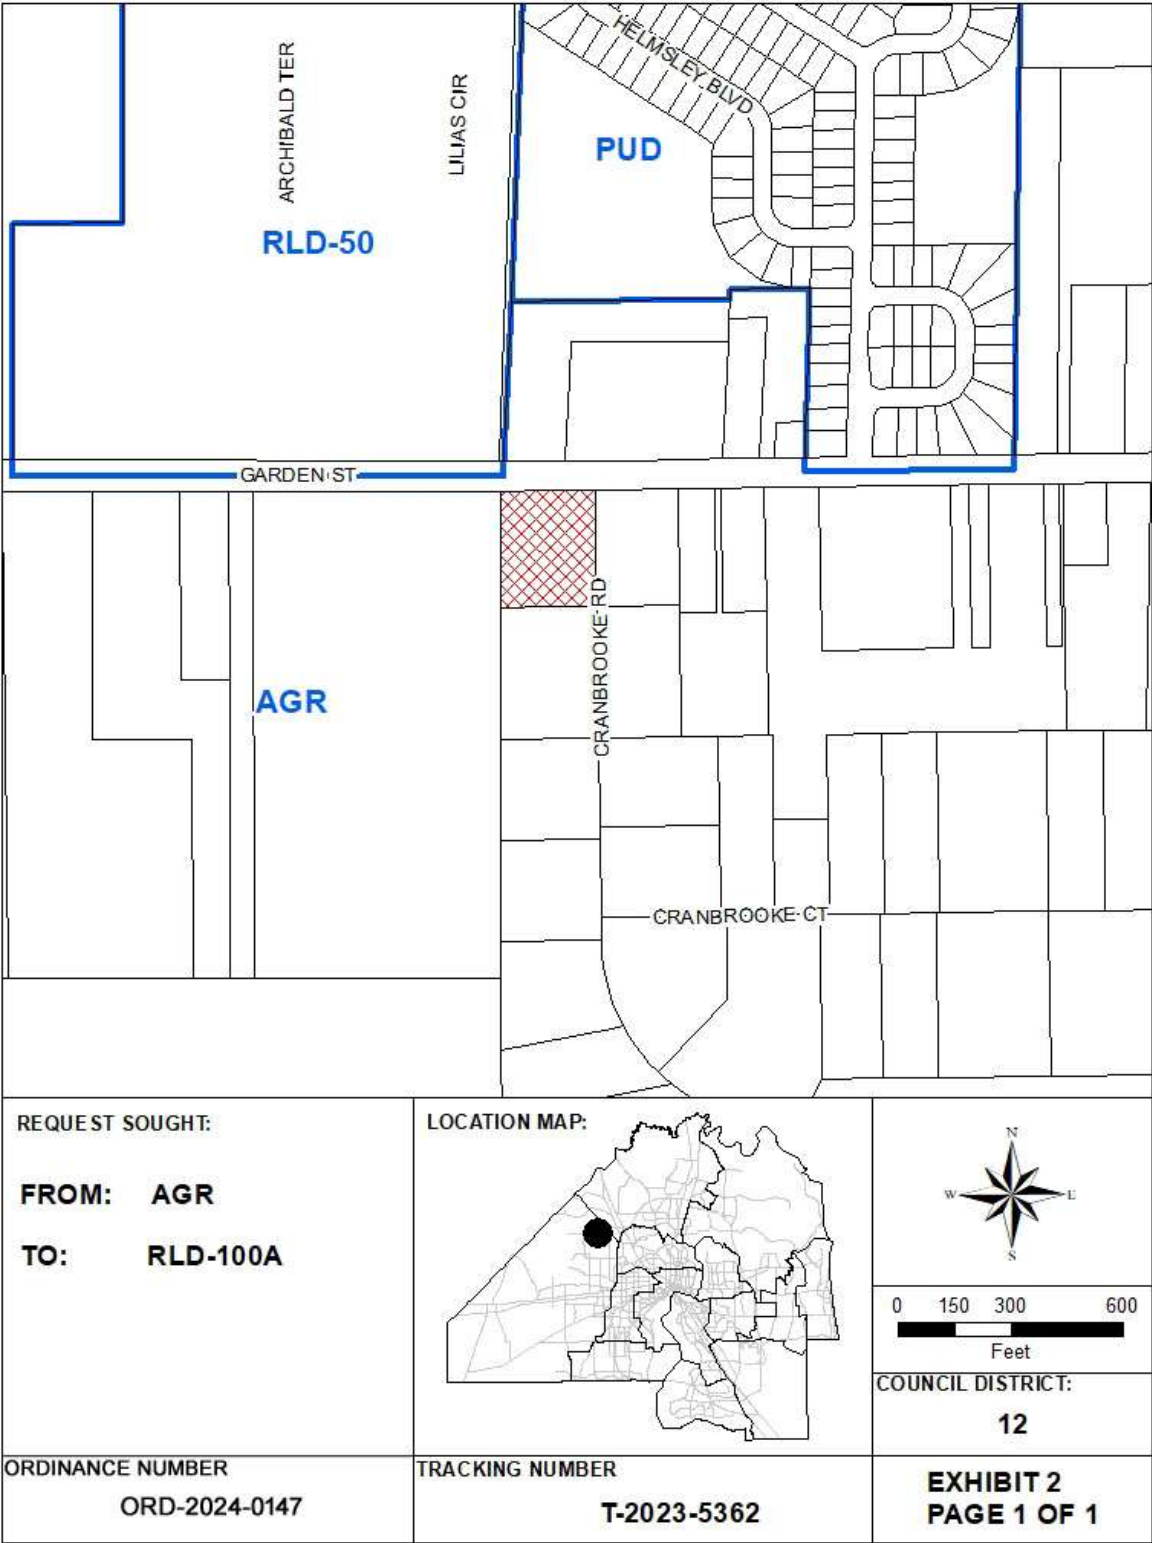 HELMSLEY BLVD
ARCHIBALD TER
LILIAS CIR
PUD
RLD-50
GARDEN ST
CRANBROOKE RD
AGR
CRANBROOKE CT
REQUEST SOUGHT:
FROM: AGR
TO: RLD-100A
LOCATION MAP:
N
W E
S
0 150 300 600
Feet
COUNCIL DISTRICT:
12
ORDINANCE NUMBER
ORD-2024-0147
TRACKING NUMBER
T-2023-5362
EXHIBIT 2
PAGE 1 OF 1